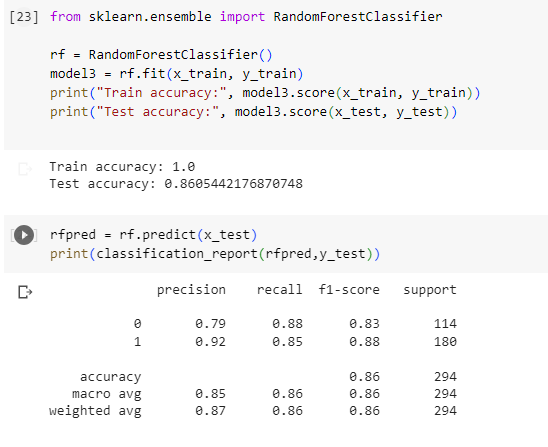 [23] from sklearn.ensemble import RandomForestClassifier
rf = RandomForestClassifier()
model3 = rf.fit(x_train, y_train)
print("Train accuracy:", model3.score(x_train, y_train))
print("Test accuracy:", model3.score(x_test, y_test))
Train accuracy: 1.0
Test accuracy: 0.8605442176870748
rfpred = rf.predict(x_test)
print(classification_report(rfpred,y_test))
precision recall f1-score support
0 0.79 0.88 0.83 114
1 0.92 0.85 0.88 180
accuracy 0.86 294
macro avg 0.85 0.86 0.86 294
weighted avg 0.87 0.86 0.86 294